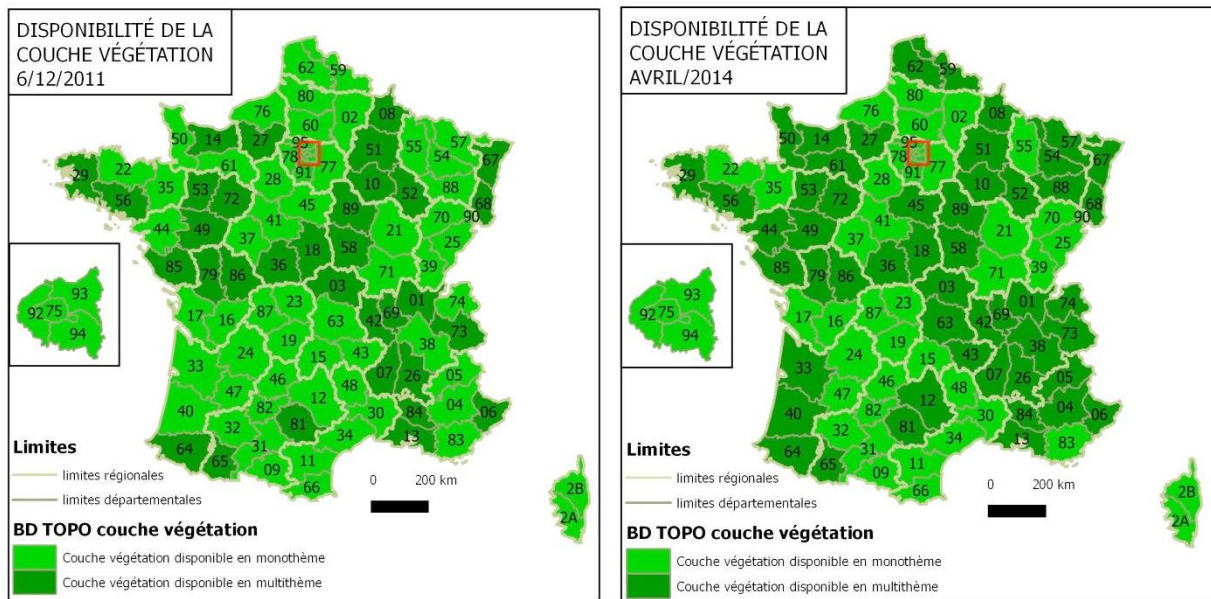 DISPONIBILITÉ DE LA
COUCHE VÉGÉTATION
6/12/2011
62 59
80
76 02 08
60
50 14 27 95 51 55 57
78 77 54 67
22 61 91
29 28 10 88
35 53 52 68
56 72 45 89 70 90
41
44 49 21 25
37 18 58
36 39
85 79 86 71
03
01 74
23
17 16 87 42 69
63 73
19 38
24 15 43
33 07 26 05
46 48
47 12 04
40 82 30 84 06
32 81
34 13 83
64 31
65 11
09
66
93
92 75
94
2B
2A
Limites
limites régionales
limites départementales
0 200 km
BD TOPO couche végétation
Couche végétation disponible en monothème
Couche végétation disponible en multithème
DISPONIBILITÉ DE LA
COUCHE VÉGÉTATION
AVRIL/2014
62 59
80
76 02 08
60
50 14 27 95 51 55 57
78 77 54 67
22 61 91
29 28 10 88
35 53 52 68
56 72 45 89 70 90
41
44 49 21 25
37 18 58
36 39
85 79 86 71
03
01 74
23
17 16 87 42 69
63 73
19 38
24 15 43
33 07 26 05
46 48
47 12 04
40 82 30 84 06
32 81
34 13 83
64 31
65 11
09
66
93
92 75
94
2B
2A
Limites
limites régionales
limites départementales
0 200 km
BD TOPO couche végétation
Couche végétation disponible en monothème
Couche végétation disponible en multithème